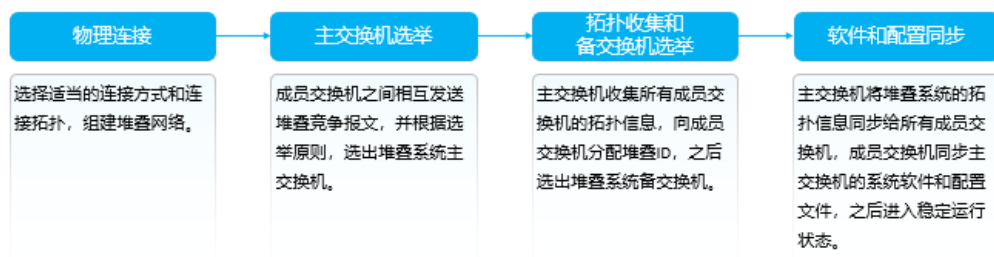 物理连接
主交换机选举
拓扑收集和
备交换机选举
软件和配置同步
选择适当的连接方式和连
接拓扑，组建堆叠网络。
成员交换机之间相互发送
堆叠竞争报文，并根据选
举原则，选出堆叠系统主
交换机。
主交换机收集所有成员交
换机的拓扑信息，向成员
交换机分配堆叠ID，之后
选出堆叠系统备交换机。
主交换机将堆叠系统的拓
扑信息同步给所有成员交
换机，成员交换机同步主
交换机的系统软件和配置
文件，之后进入稳定运行
状态。